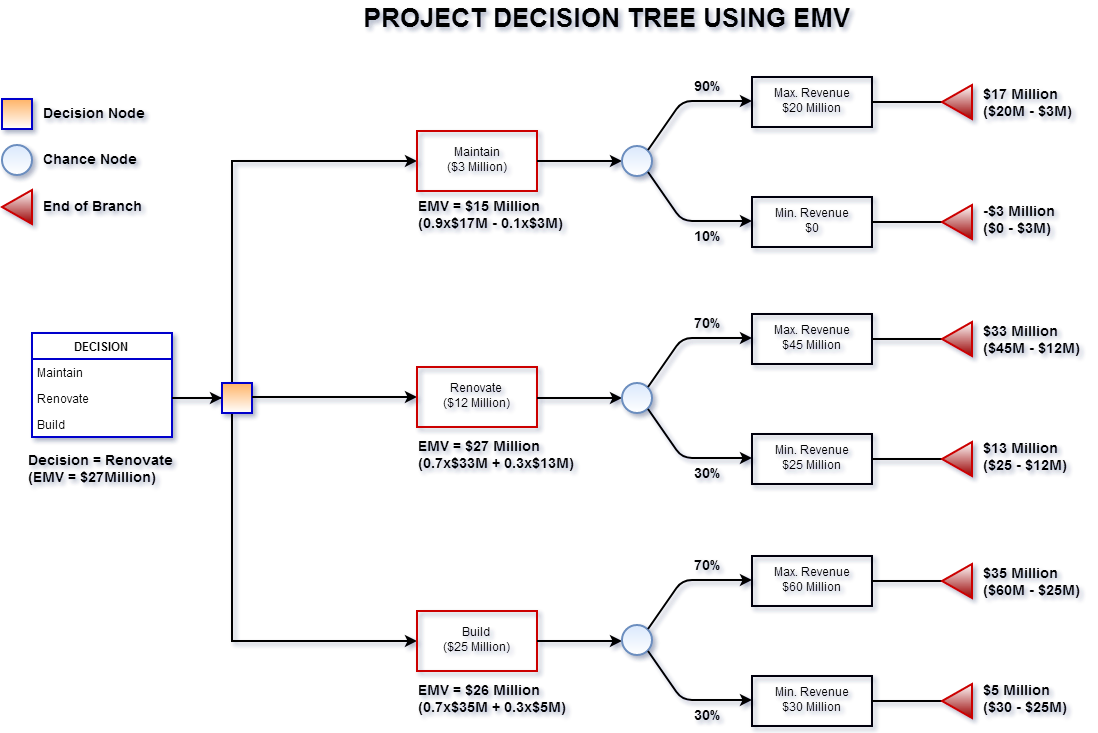 PROJECT DECISION TREE USING EMV
Decision Node
Chance Node
End of Branch
DECISION
Maintain
Renovate
Build
Decision = Renovate
(EMV = $27Million)
Maintain
($3 Million)
EMV = $15 Million
(0.9x$17M - 0.1x$3M)
90%
Max. Revenue
$20 Million
$17 Million
($20M - $3M)
10%
Min. Revenue
$0
-$3 Million
($0 - $3M)
Renovate
($12 Million)
EMV = $27 Million
(0.7x$33M + 0.3x$13M)
70%
Max. Revenue
$45 Million
$33 Million
($45M - $12M)
30%
Min. Revenue
$25 Million
$13 Million
($25 - $12M)
Build
($25 Million)
EMV = $26 Million
(0.7x$35M + 0.3x$5M)
70%
Max. Revenue
$60 Million
$35 Million
($60M - $25M)
30%
Min. Revenue
$30 Million
$5 Million
($30 - $25M)